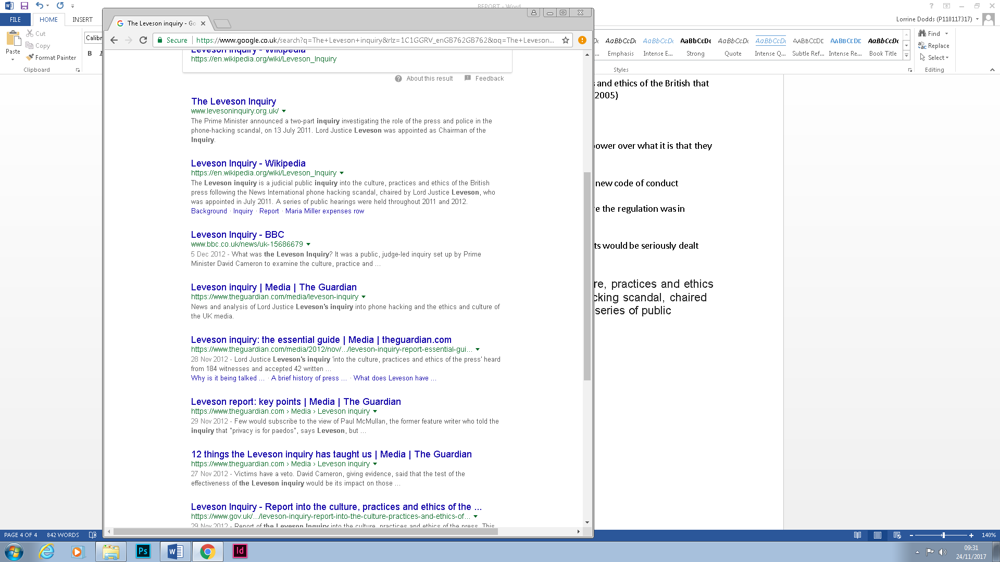 REPORT - Word
FILE
HOME
INSERT
Lorrine Dodds (P110117317)
Paste
Cut
Copy
Format Painter
Clipboard
Calibr
B
I
The Leveson inquiry - Go
Secure
https://www.google.co.uk/search?q=The+Leveson+inquiry&rlz=1C1GGRV_enGB762GB762&oq=The+Leveson...
AaBbCcDc
AaBbCcDc
AaBbCcDc
AaBbCcDc
AaBbCcDc
AABBCCDC
AABBCCDD
AaBbCcDc
Emphasis
Intense E...
Strong
Quote
Intense Q...
Subtle Ref...
Intense Re...
Book Title
Styles
Find
Replace
Select
Editing
Leveson Inquiry - Wikipedia
https://en.wikipedia.org/wiki/Leveson_Inquiry
About this result
Feedback
The Leveson Inquiry
www.levesoninquiry.org.uk/
The Prime Minister announced a two-part inquiry investigating the role of the press and police in the
phone-hacking scandal, on 13 July 2011. Lord Justice Leveson was appointed as Chairman of the
Inquiry.
Leveson Inquiry - Wikipedia
https://en.wikipedia.org/wiki/Leveson_Inquiry
The Leveson inquiry is a judicial public inquiry into the culture, practices and ethics of the British
press following the News International phone hacking scandal, chaired by Lord Justice Leveson, who
was appointed in July 2011. A series of public hearings were held throughout 2011 and 2012.
Background · Inquiry · Report · Maria Miller expenses row
Leveson Inquiry - BBC
www.bbc.co.uk/news/uk-15686679
5 Dec 2012 - What was the Leveson Inquiry? It was a public, judge-led inquiry set up by Prime
Minister David Cameron to examine the culture, practice and ...
Leveson inquiry | Media | The Guardian
https://www.theguardian.com/media/leveson-inquiry
News and analysis of Lord Justice Leveson's inquiry into phone hacking and the ethics and culture of
the UK media.
Leveson inquiry: the essential guide | Media | theguardian.com
https://www.theguardian.com/media/2012/nov/.../leveson-inquiry-report-essential-gui...
28 Nov 2012 - Lord Justice Leveson's inquiry 'into the culture, practices and ethics of the press' heard
from 184 witnesses and accepted 42 written ...
Why is it being talked ... · A brief history of press ... · What does Leveson have ...
Leveson report: key points | Media | The Guardian
https://www.theguardian.com › Media › Leveson inquiry
29 Nov 2012 - Few would subscribe to the view of Paul McMullan, the former feature writer who told the
inquiry that "privacy is for paedos", says Leveson, but ...
12 things the Leveson inquiry has taught us | Media | The Guardian
https://www.theguardian.com › Media › Leveson inquiry
27 Nov 2012 - Victims have a veto. David Cameron, giving evidence, said that the test of the
effectiveness of the Leveson inquiry would be its impact on those ...
Leveson Inquiry - Report into the culture, practices and ethics of the ...
https://www.gov.uk/.../leveson-inquiry-report-into-the-culture-practices-and-ethics-of...
29 Nov 2012 - Report of the Leveson Inquiry into the culture, practices and ethics of the press. This
and ethics of the British that
2005)
ower over what it is that they
new code of conduct
e the regulation was in
ts would be seriously dealt
re, practices and ethics
cking scandal, chaired
series of public
PAGE 4 OF 4
842 WORDS
140%
Ps
Id
09:31
24/11/2017